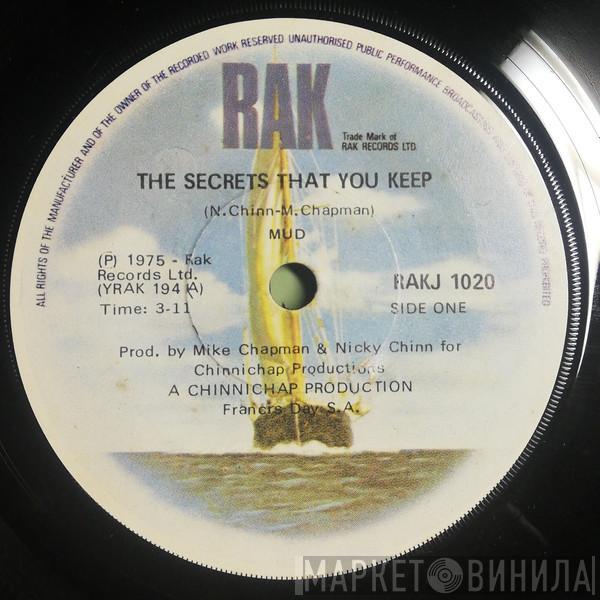 ALL RIGHTS OF THE MANUFACTURER AND OF THE OWNER OF THE RECORDED WORK RESERVED UNAUTHORISED PUBLIC PERFORMANCE BROADCASTING AND PROHIBITED
RAK
Trade Mark of
RAK RECORDS LTD.
THE SECRETS THAT YOU KEEP
(N.Chinn-M.Chapman)
MUD
(P) 1975 - Rak
Records Ltd.
(YRAK 194 A)
Time: 3-11
RAKJ 1020
SIDE ONE
Prod. by Mike Chapman & Nicky Chinn for
Chinnichap Productions
A CHINNICHAP PRODUCTION
Francis Day S.A.
МАРКЕТ ВИНИЛА